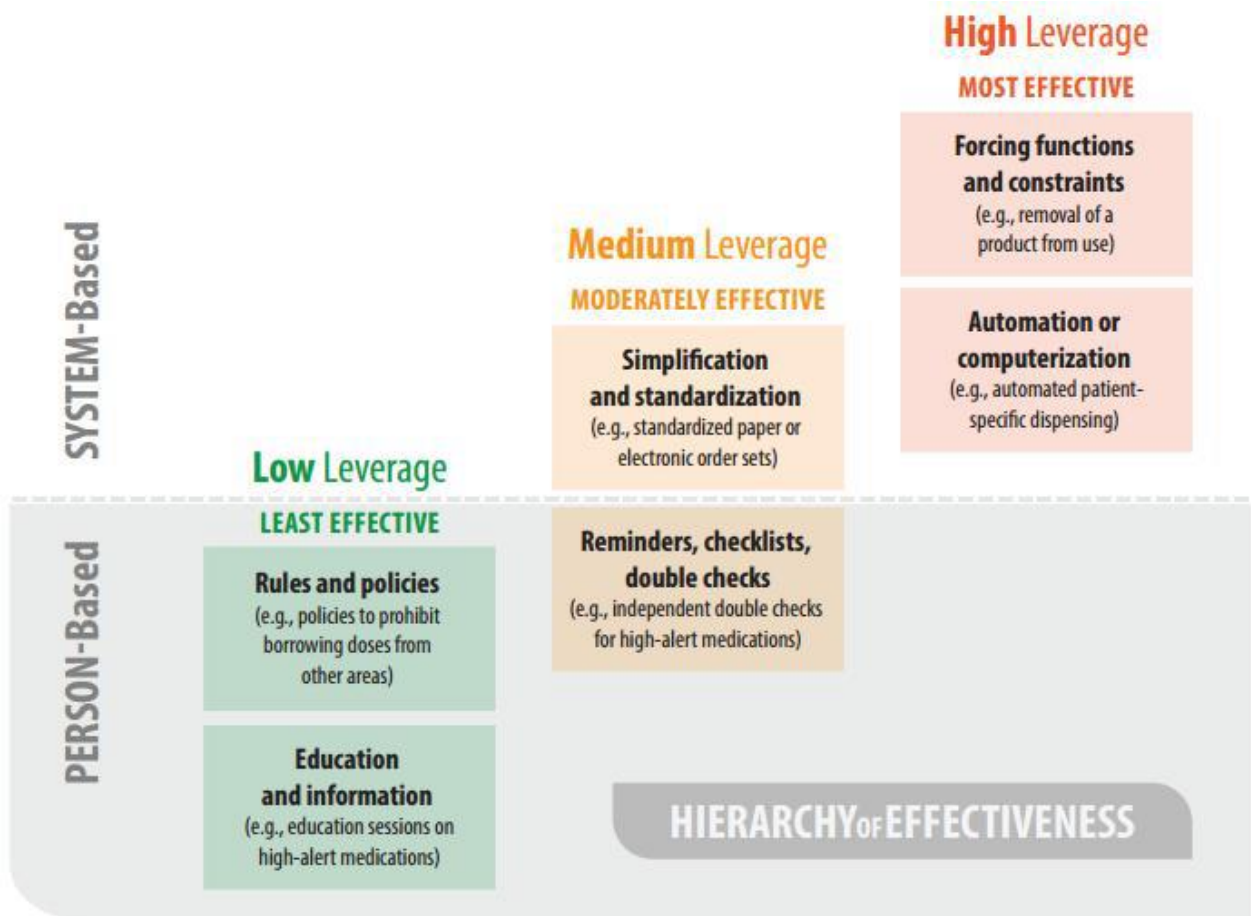 High Leverage
MOST EFFECTIVE
Forcing functions
and constraints
(e.g., removal of a
product from use)
Automation or
computerization
(e.g., automated patient-
specific dispensing)
Medium Leverage
MODERATELY EFFECTIVE
Simplification
and standardization
(e.g., standardized paper or
electronic order sets)
Reminders, checklists,
double checks
(e.g., independent double checks
for high-alert medications)
Low Leverage
LEAST EFFECTIVE
Rules and policies
(e.g., policies to prohibit
borrowing doses from
other areas)
Education
and information
(e.g., education sessions on
high-alert medications)
SYSTEM-Based
PERSON-Based
HIERARCHY OF EFFECTIVENESS